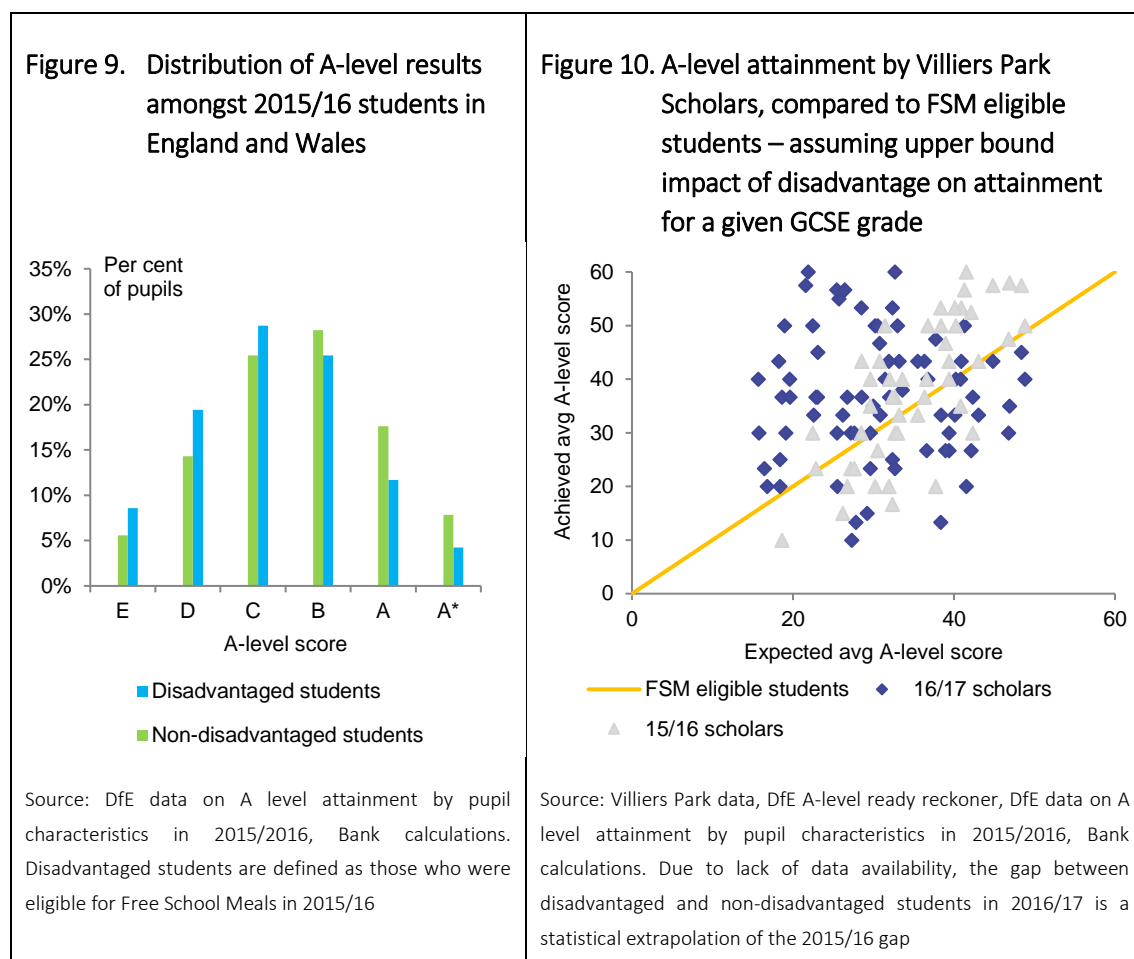 Figure 9. Distribution of A-level results
amongst 2015/16 students in
England and Wales
Per cent
of pupils
35%
30%
25%
20%
15%
10%
5%
0%
E D C B A A*
A-level score
Disadvantaged students
Non-disadvantaged students
Source: DfE data on A level attainment by pupil
characteristics in 2015/2016, Bank calculations.
Disadvantaged students are defined as those who were
eligible for Free School Meals in 2015/16
Figure 10. A-level attainment by Villiers Park
Scholars, compared to FSM eligible
students – assuming upper bound
impact of disadvantage on attainment
for a given GCSE grade
Achieved avg A-level score
60
50
40
30
20
10
0
0 20 40 60
Expected avg A-level score
FSM eligible students 16/17 scholars
15/16 scholars
Source: Villiers Park data, DfE A-level ready reckoner, DfE data on A
level attainment by pupil characteristics in 2015/2016, Bank
calculations. Due to lack of data availability, the gap between
disadvantaged and non-disadvantaged students in 2016/17 is a
statistical extrapolation of the 2015/16 gap